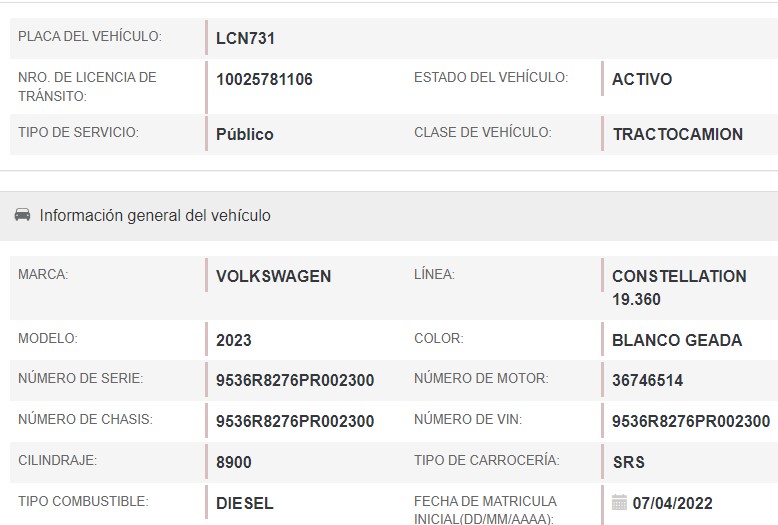 PLACA DEL VEHÍCULO: LCN731
NRO. DE LICENCIA DE TRÁNSITO: 10025781106 ESTADO DEL VEHÍCULO: ACTIVO
TIPO DE SERVICIO: Público CLASE DE VEHÍCULO: TRACTOCAMION
Información general del vehículo
MARCA: VOLKSWAGEN LÍNEA: CONSTELLATION 19.360
MODELO: 2023 COLOR: BLANCO GEADA
NÚMERO DE SERIE: 9536R8276PR002300 NÚMERO DE MOTOR: 36746514
NÚMERO DE CHASIS: 9536R8276PR002300 NÚMERO DE VIN: 9536R8276PR002300
CILINDRAJE: 8900 TIPO DE CARROCERÍA: SRS
TIPO COMBUSTIBLE: DIESEL FECHA DE MATRICULA INICIAL(DD/MM/AAAA): 07/04/2022